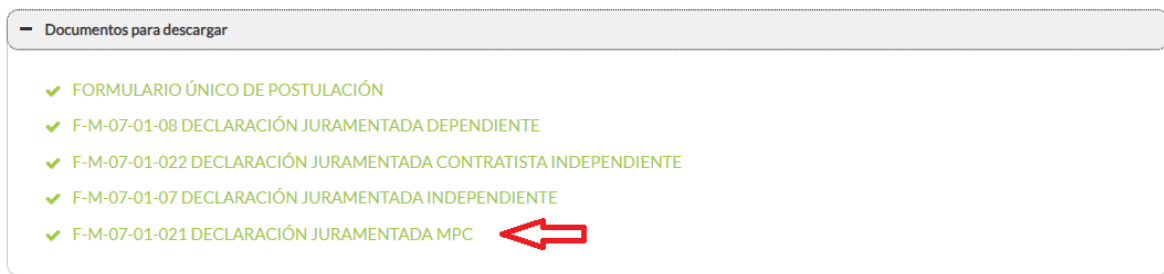 Documentos para descargar
FORMULARIO ÚNICO DE POSTULACIÓN
F-M-07-01-08 DECLARACIÓN JURAMENTADA DEPENDIENTE
F-M-07-01-022 DECLARACIÓN JURAMENTADA CONTRATISTA INDEPENDIENTE
F-M-07-01-07 DECLARACIÓN JURAMENTADA INDEPENDIENTE
F-M-07-01-021 DECLARACIÓN JURAMENTADA MPC